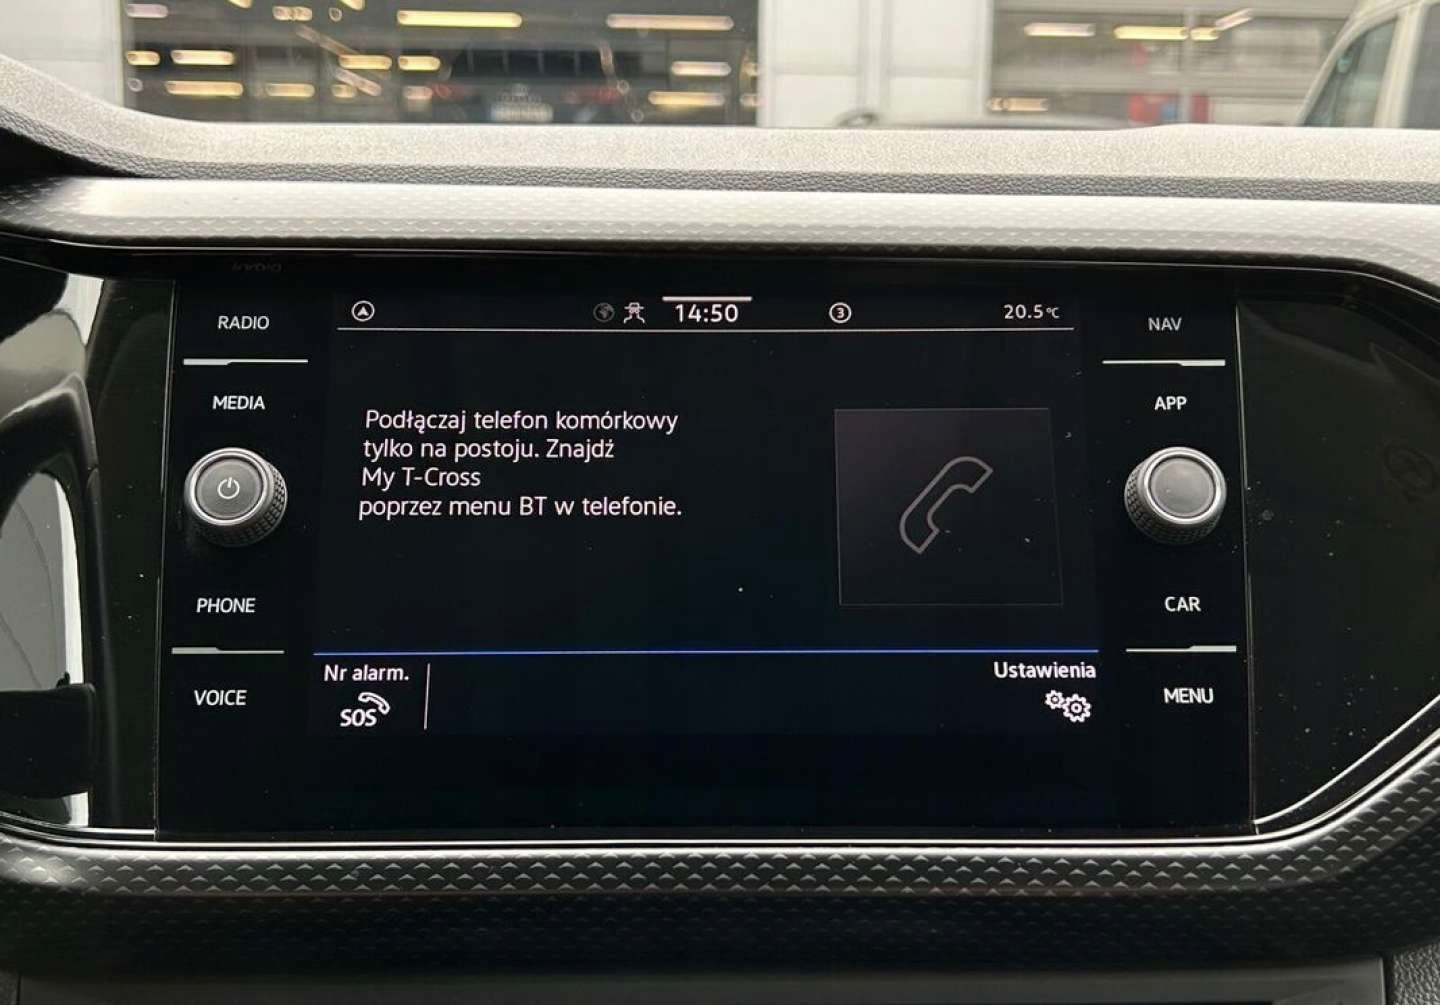 RADIO
MEDIA
PHONE
VOICE
14:50
3
20.5°C
Podłączaj telefon komórkowy
tylko na postoju. Znajdź
My T-Cross
poprzez menu BT w telefonie.
Nr alarm.
SOS
Ustawienia
NAV
APP
CAR
MENU